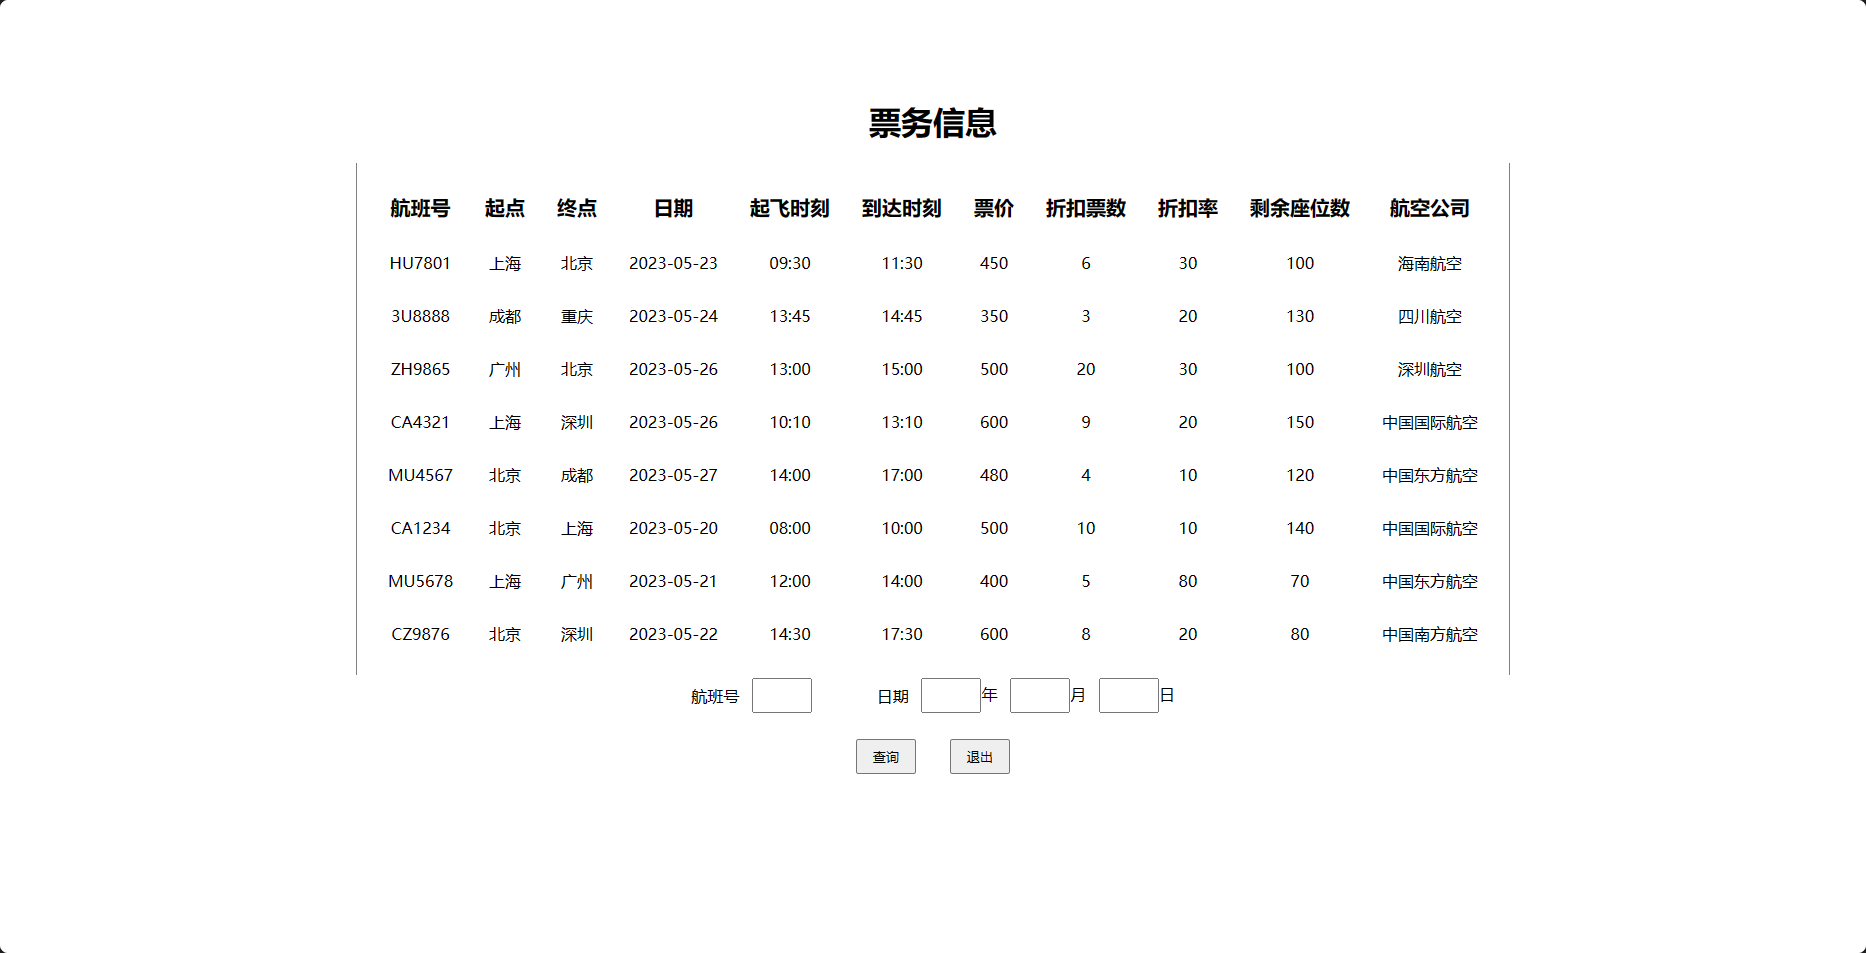 票务信息
航班号 起点 终点 日期 起飞时刻 到达时刻 票价 折扣票数 折扣率 剩余座位数 航空公司
HU7801 上海 北京 2023-05-23 09:30 11:30 450 6 30 100 海南航空
3U8888 成都 重庆 2023-05-24 13:45 14:45 350 3 20 130 四川航空
ZH9865 广州 北京 2023-05-26 13:00 15:00 500 20 30 100 深圳航空
CA4321 上海 深圳 2023-05-26 10:10 13:10 600 9 20 150 中国国际航空
MU4567 北京 成都 2023-05-27 14:00 17:00 480 4 10 120 中国东方航空
CA1234 北京 上海 2023-05-20 08:00 10:00 500 10 10 140 中国国际航空
MU5678 上海 广州 2023-05-21 12:00 14:00 400 5 80 70 中国东方航空
CZ9876 北京 深圳 2023-05-22 14:30 17:30 600 8 20 80 中国南方航空
航班号 日期 年 月 日
查询 退出